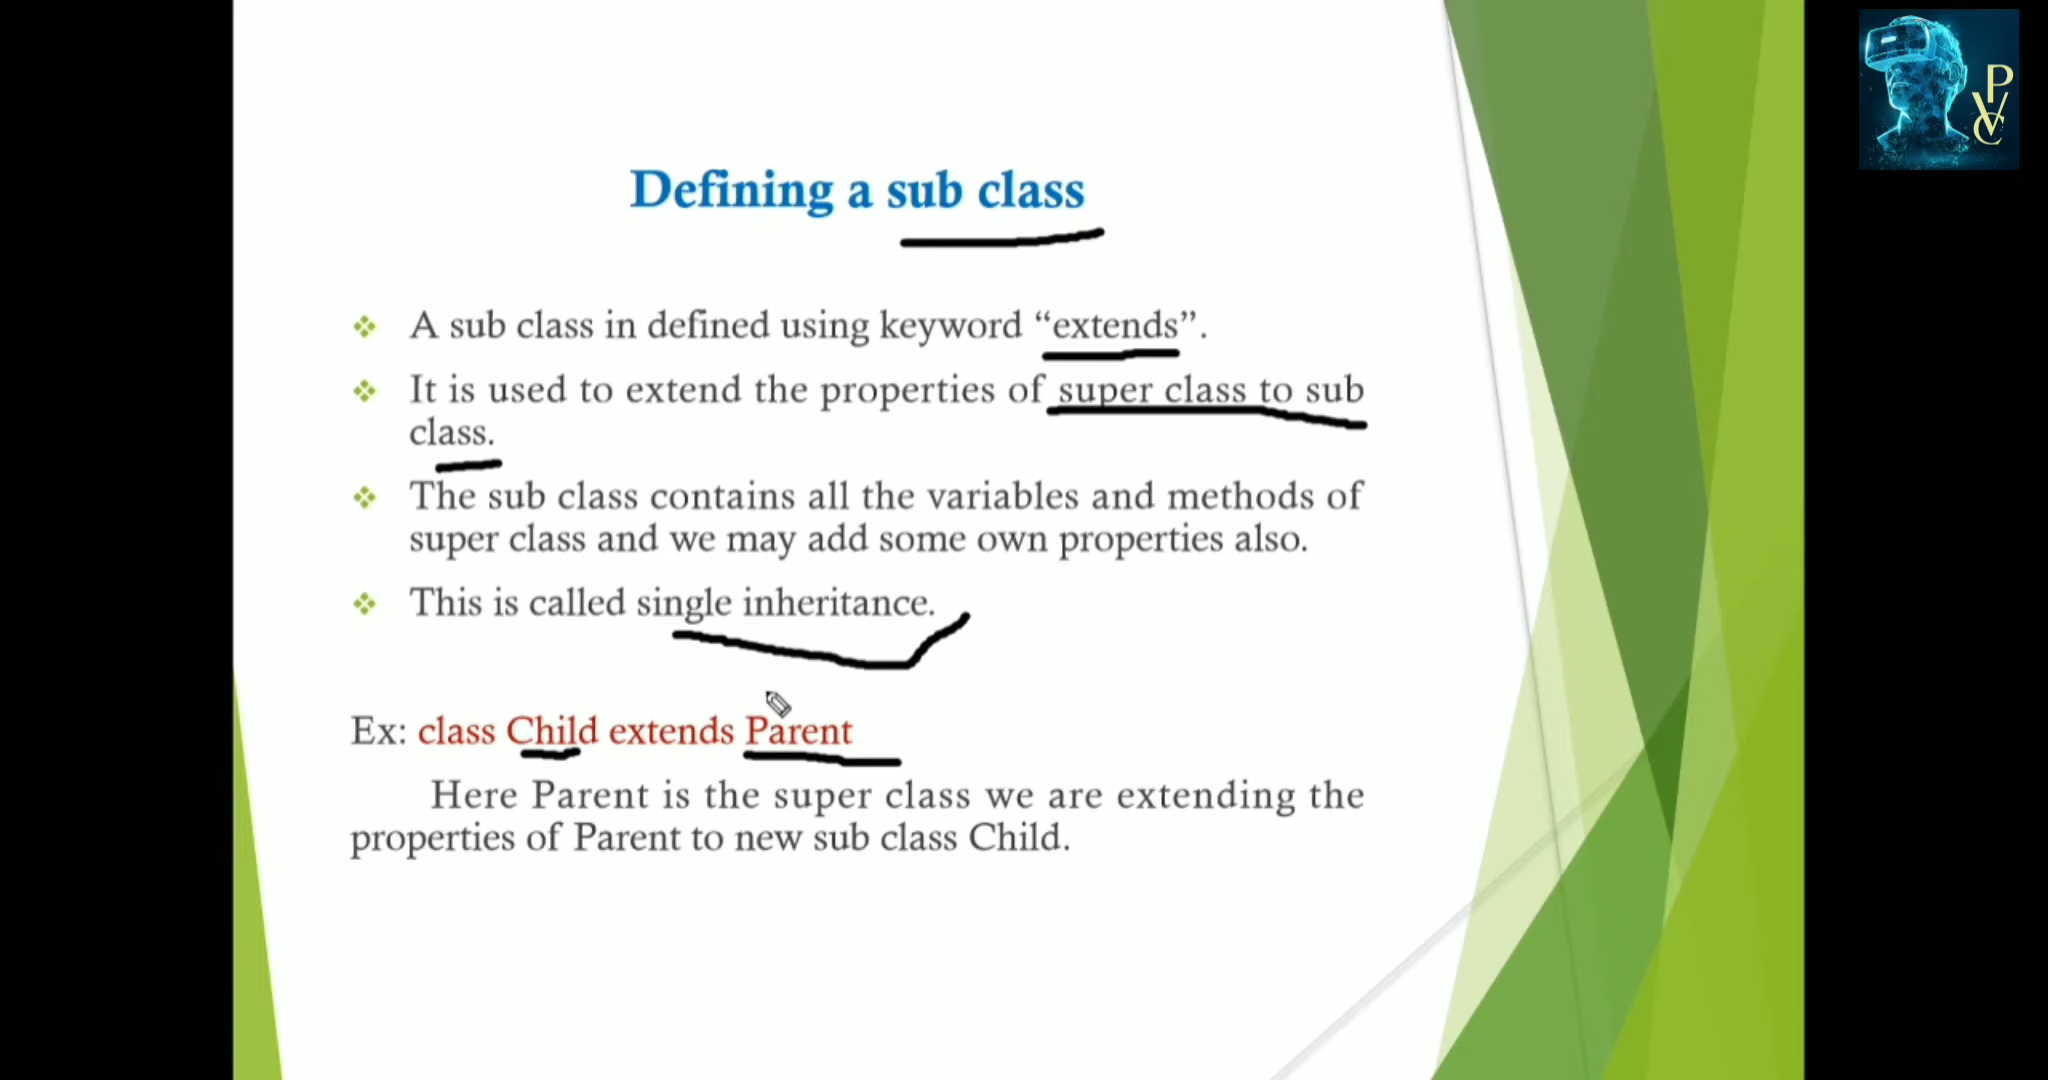 Defining a sub class
❖ A sub class in defined using keyword “extends”.
❖ It is used to extend the properties of super class to sub
class.
❖ The sub class contains all the variables and methods of
super class and we may add some own properties also.
❖ This is called single inheritance.
Ex: class Child extends Parent
Here Parent is the super class we are extending the
properties of Parent to new sub class Child.
PVC